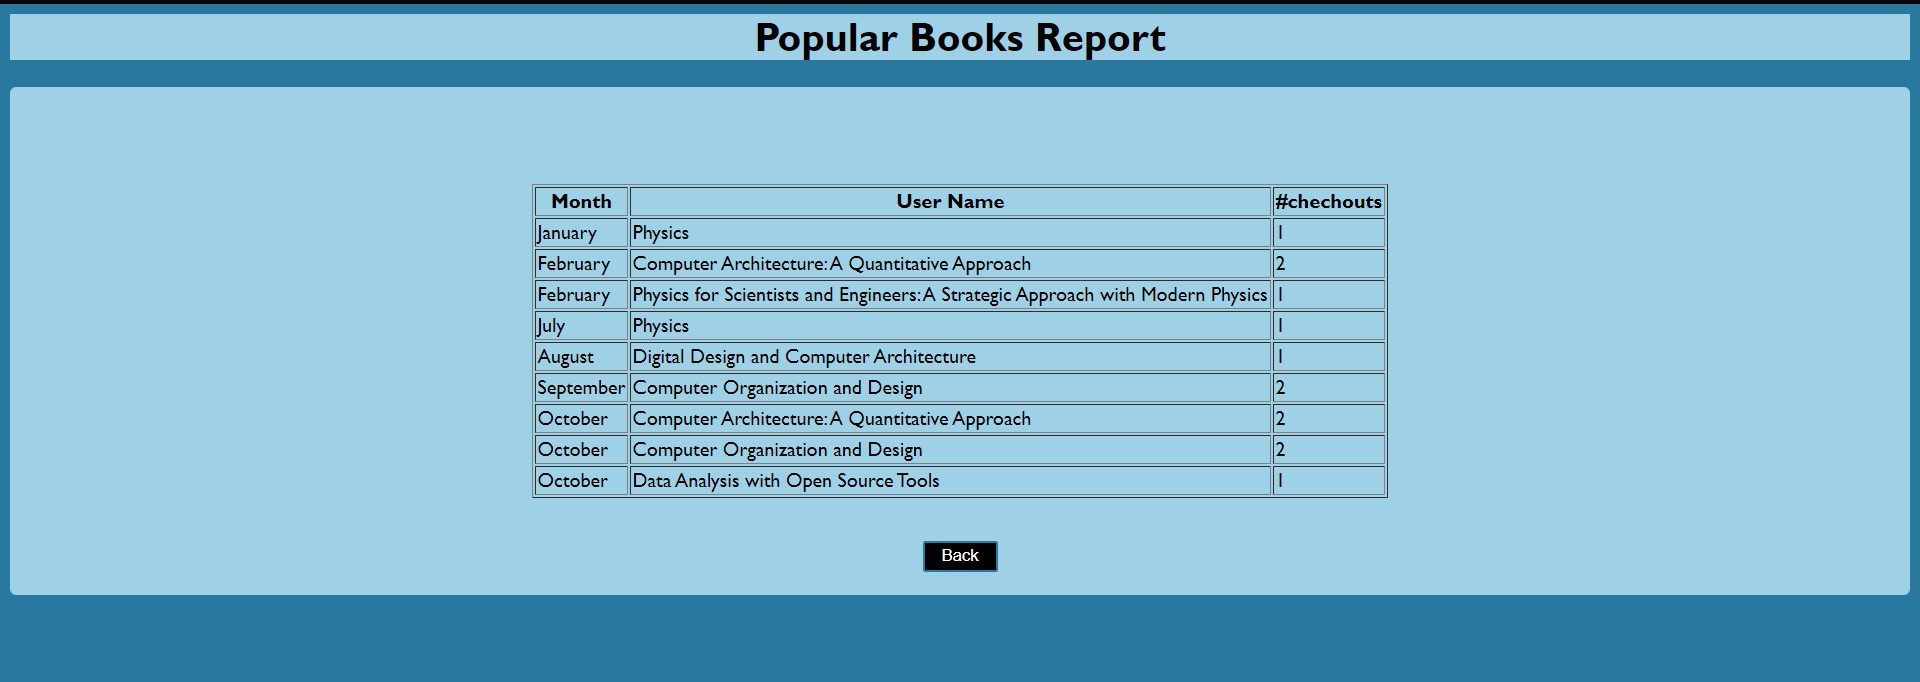 Popular Books Report
Month User Name #chechouts
January Physics 1
February Computer Architecture: A Quantitative Approach 2
February Physics for Scientists and Engineers: A Strategic Approach with Modern Physics 1
July Physics 1
August Digital Design and Computer Architecture 1
September Computer Organization and Design 2
October Computer Architecture: A Quantitative Approach 2
October Computer Organization and Design 2
October Data Analysis with Open Source Tools 1
Back